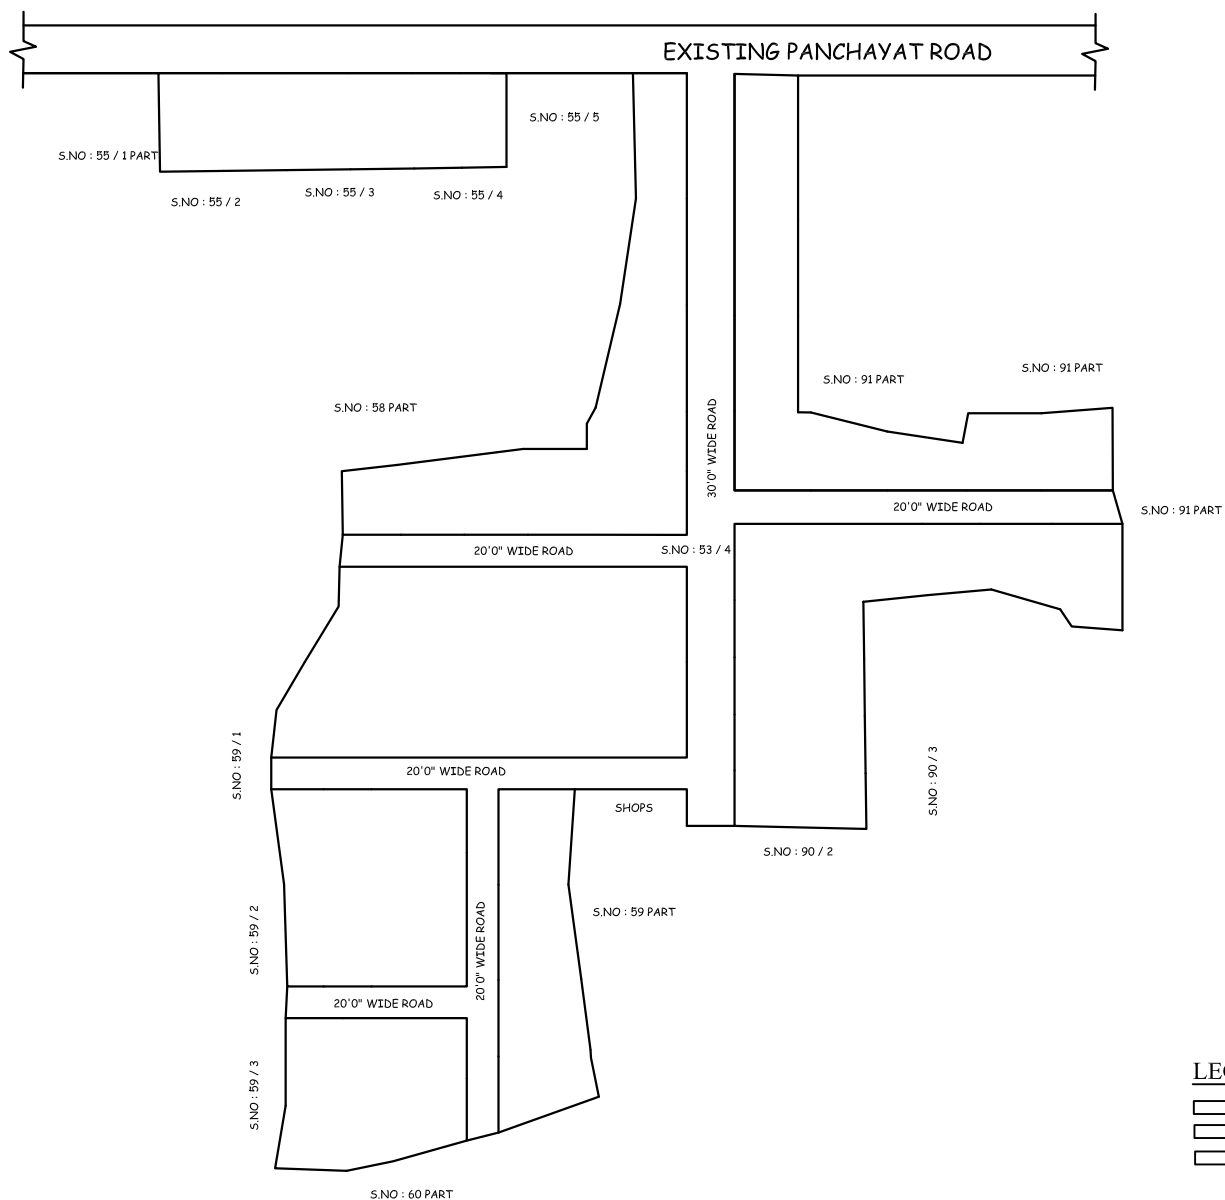 EXISTING PANCHAYAT ROAD
S.NO : 55 / 5
S.NO : 55 / 1 PART
S.NO : 55 / 2
S.NO : 55 / 3
S.NO : 55 / 4
S.NO : 91 PART
S.NO : 91 PART
S.NO : 58 PART
30'0" WIDE ROAD
20'0" WIDE ROAD
S.NO : 91 PART
20'0" WIDE ROAD
S.NO : 53 / 4
S.NO : 59 / 1
20'0" WIDE ROAD
S.NO : 90 / 3
SHOPS
S.NO : 90 / 2
S.NO : 59 / 2
20'0" WIDE ROAD
S.NO : 59 PART
20'0" WIDE ROAD
S.NO : 59 / 3
S.NO : 60 PART